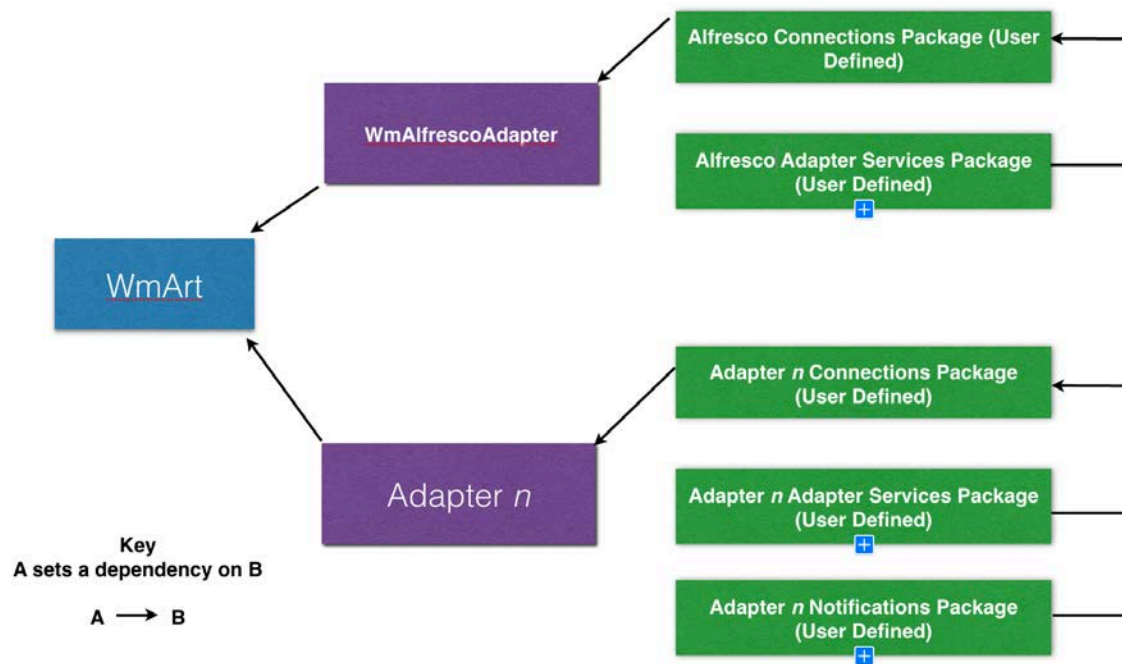 Alfresco Connections Package (User
Defined)
WmAlfrescoAdapter
Alfresco Adapter Services Package
(User Defined)
WmArt
Adapter n Connections Package
(User Defined)
Adapter n
Adapter n Adapter Services Package
(User Defined)
Key
A sets a dependency on B
A B
Adapter n Notifications Package
(User Defined)